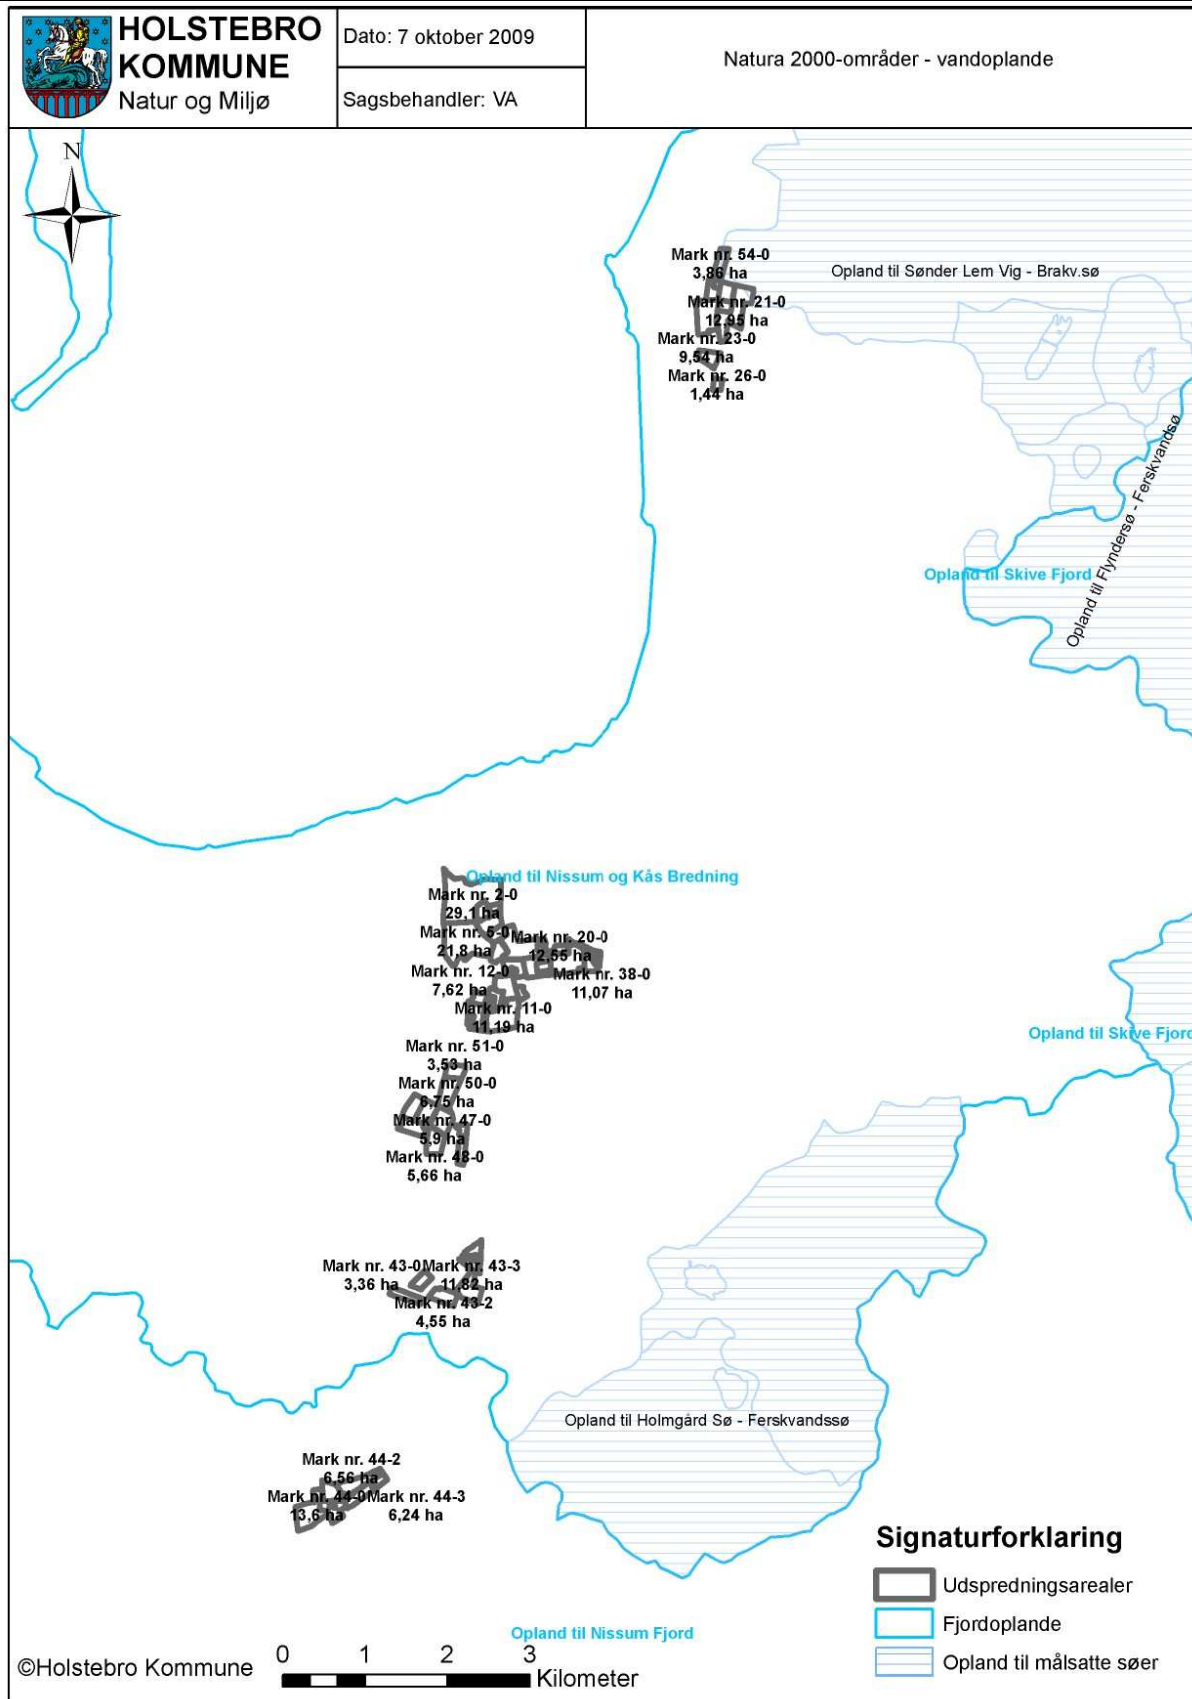 HOLSTEBRO
KOMMUNE
Natur og Miljø
Dato: 7 oktober 2009
Sagsbehandler: VA
Natura 2000-områder - vandoplande
N
Mark nr. 54-0
3,86 ha
Opland til Sønder Lem Vig - Brakv.sø
Mark nr. 21-0
12,95 ha
Mark nr. 23-0
9,54 ha
Mark nr. 26-0
1,44 ha
Opland til Flyndersø - Ferskvandsø
Opland til Skive Fjord
Opland til Nissum og Kås Bredning
Mark nr. 2-0
29,1 ha
Mark nr. 5-0
21,8 ha
Mark nr. 20-0
12,55 ha
Mark nr. 12-0
7,62 ha
Mark nr. 38-0
11,07 ha
Mark nr. 11-0
11,19 ha
Opland til Skive Fjord
Mark nr. 51-0
3,53 ha
Mark nr. 50-0
6,75 ha
Mark nr. 47-0
5,9 ha
Mark nr. 48-0
5,66 ha
Mark nr. 43-0
3,36 ha
Mark nr. 43-3
11,82 ha
Mark nr. 43-2
4,55 ha
Opland til Holmgård Sø - Ferskvandssø
Mark nr. 44-2
6,56 ha
Mark nr. 44-0
13,6 ha
Mark nr. 44-3
6,24 ha
Signaturforklaring
Udspredningsarealer
Fjordoplande
Opland til målsatte søer
Opland til Nissum Fjord
©Holstebro Kommune
0 1 2 3
Kilometer